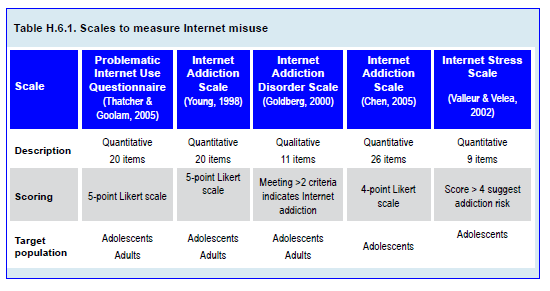 Table H.6.1. Scales to measure Internet misuse
Scale
Problematic
Internet Use
Questionnaire
(Thatcher &
Goolam, 2005)
Internet
Addiction
Scale
(Young, 1998)
Internet
Addiction
Disorder Scale
(Goldberg, 2000)
Internet
Addiction
Scale
(Chen, 2005)
Internet Stress
Scale
(Valleur & Velea,
2002)
Description
Quantitative
20 items
Quantitative
20 items
Qualitative
11 items
Quantitative
26 items
Quantitative
9 items
Scoring
5-point Likert scale
5-point Likert
scale
Meeting >2 criteria
indicates Internet
addiction
4-point Likert
scale
Score > 4 suggest
addiction risk
Target
population
Adolescents
Adults
Adolescents
Adults
Adolescents
Adults
Adolescents
Adolescents